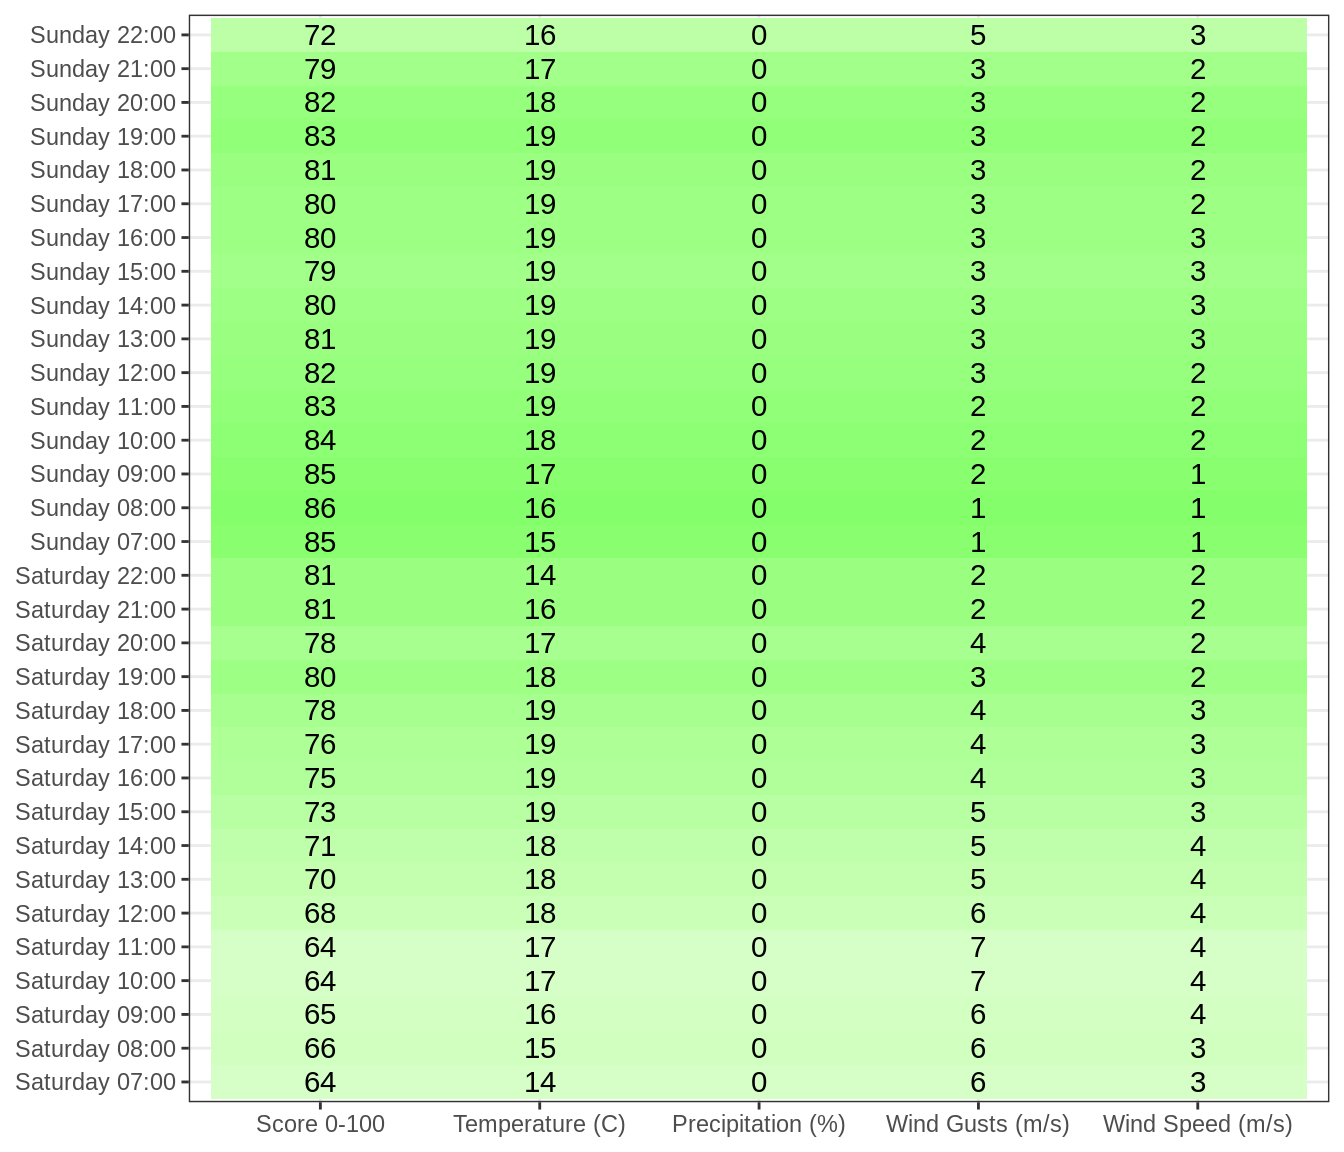 Sunday 22:00 72 16 0 5 3
Sunday 21:00 79 17 0 3 2
Sunday 20:00 82 18 0 3 2
Sunday 19:00 83 19 0 3 2
Sunday 18:00 81 19 0 3 2
Sunday 17:00 80 19 0 3 2
Sunday 16:00 80 19 0 3 3
Sunday 15:00 79 19 0 3 3
Sunday 14:00 80 19 0 3 3
Sunday 13:00 81 19 0 3 3
Sunday 12:00 82 19 0 3 2
Sunday 11:00 83 19 0 2 2
Sunday 10:00 84 18 0 2 2
Sunday 09:00 85 17 0 2 1
Sunday 08:00 86 16 0 1 1
Sunday 07:00 85 15 0 1 1
Saturday 22:00 81 14 0 2 2
Saturday 21:00 81 16 0 2 2
Saturday 20:00 78 17 0 4 2
Saturday 19:00 80 18 0 3 2
Saturday 18:00 78 19 0 4 3
Saturday 17:00 76 19 0 4 3
Saturday 16:00 75 19 0 4 3
Saturday 15:00 73 19 0 5 3
Saturday 14:00 71 18 0 5 4
Saturday 13:00 70 18 0 5 4
Saturday 12:00 68 18 0 6 4
Saturday 11:00 64 17 0 7 4
Saturday 10:00 64 17 0 7 4
Saturday 09:00 65 16 0 6 4
Saturday 08:00 66 15 0 6 3
Saturday 07:00 64 14 0 6 3
Score 0-100 Temperature (C) Precipitation (%) Wind Gusts (m/s) Wind Speed (m/s)